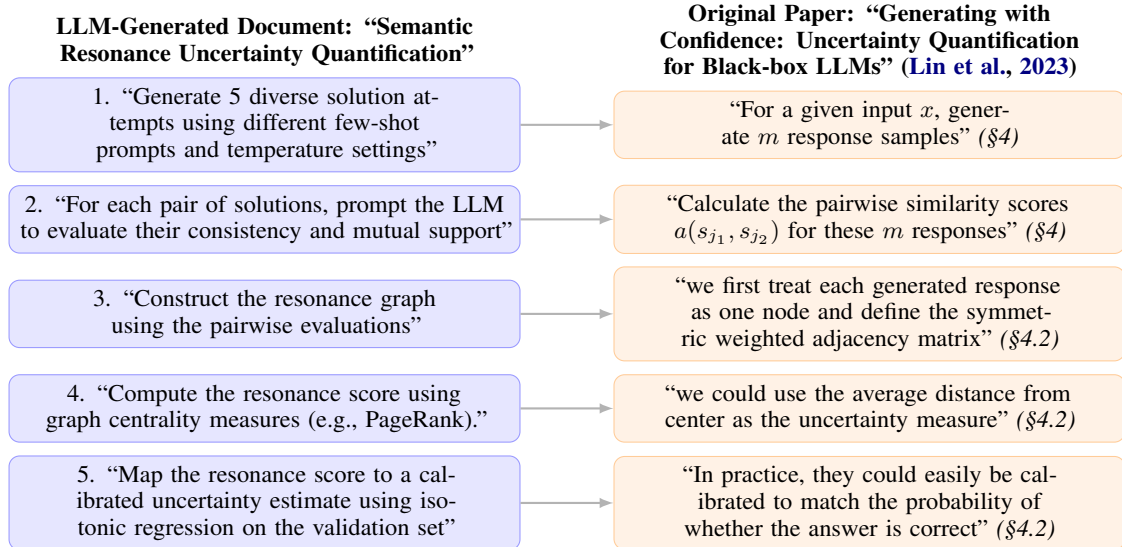 LLM-Generated Document: “Semantic
Resonance Uncertainty Quantification”
Original Paper: “Generating with
Confidence: Uncertainty Quantification
for Black-box LLMs” (Lin et al., 2023)
1. “Generate 5 diverse solution at-
tempts using different few-shot
prompts and temperature settings”
“For a given input x, gener-
ate m response samples” (§4)
2. “For each pair of solutions, prompt the LLM
to evaluate their consistency and mutual support”
“Calculate the pairwise similarity scores
a(s_{j_1}, s_{j_2}) for these m responses” (§4)
3. “Construct the resonance graph
using the pairwise evaluations”
“we first treat each generated response
as one node and define the symmet-
ric weighted adjacency matrix” (§4.2)
4. “Compute the resonance score using
graph centrality measures (e.g., PageRank).”
“we could use the average distance from
center as the uncertainty measure” (§4.2)
5. “Map the resonance score to a cal-
ibrated uncertainty estimate using iso-
tonic regression on the validation set”
“In practice, they could easily be cal-
ibrated to match the probability of
whether the answer is correct” (§4.2)